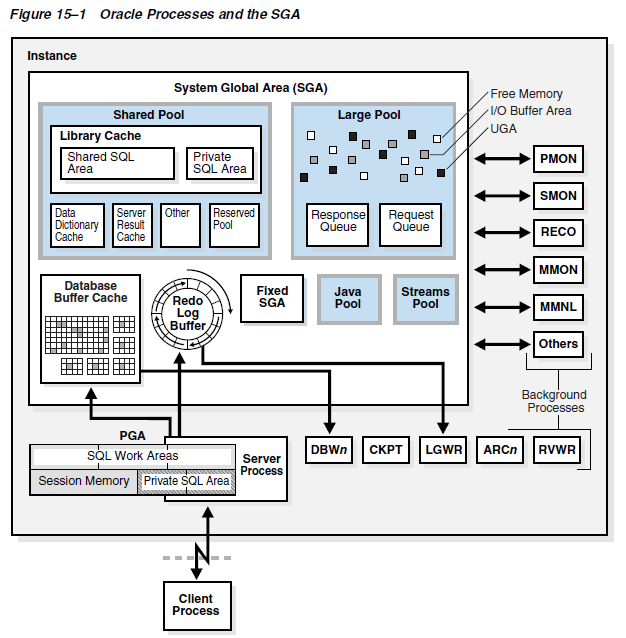 Figure 15–1 Oracle Processes and the SGA
Instance
System Global Area (SGA)
Shared Pool
Library Cache
Shared SQL
Area
Private
SQL Area
Data
Dictionary
Cache
Server
Result
Cache
Other
Reserved
Pool
Large Pool
Response
Queue
Request
Queue
Free Memory
I/O Buffer Area
UGA
Database
Buffer Cache
Redo
Log
Buffer
Fixed
SGA
Java
Pool
Streams
Pool
PMON
SMON
RECO
MMON
MMNL
Others
Background
Processes
PGA
SQL Work Areas
Session Memory
Private SQL Area
Server
Process
DBWn
CKPT
LGWR
ARCn
RVWR
Client
Process